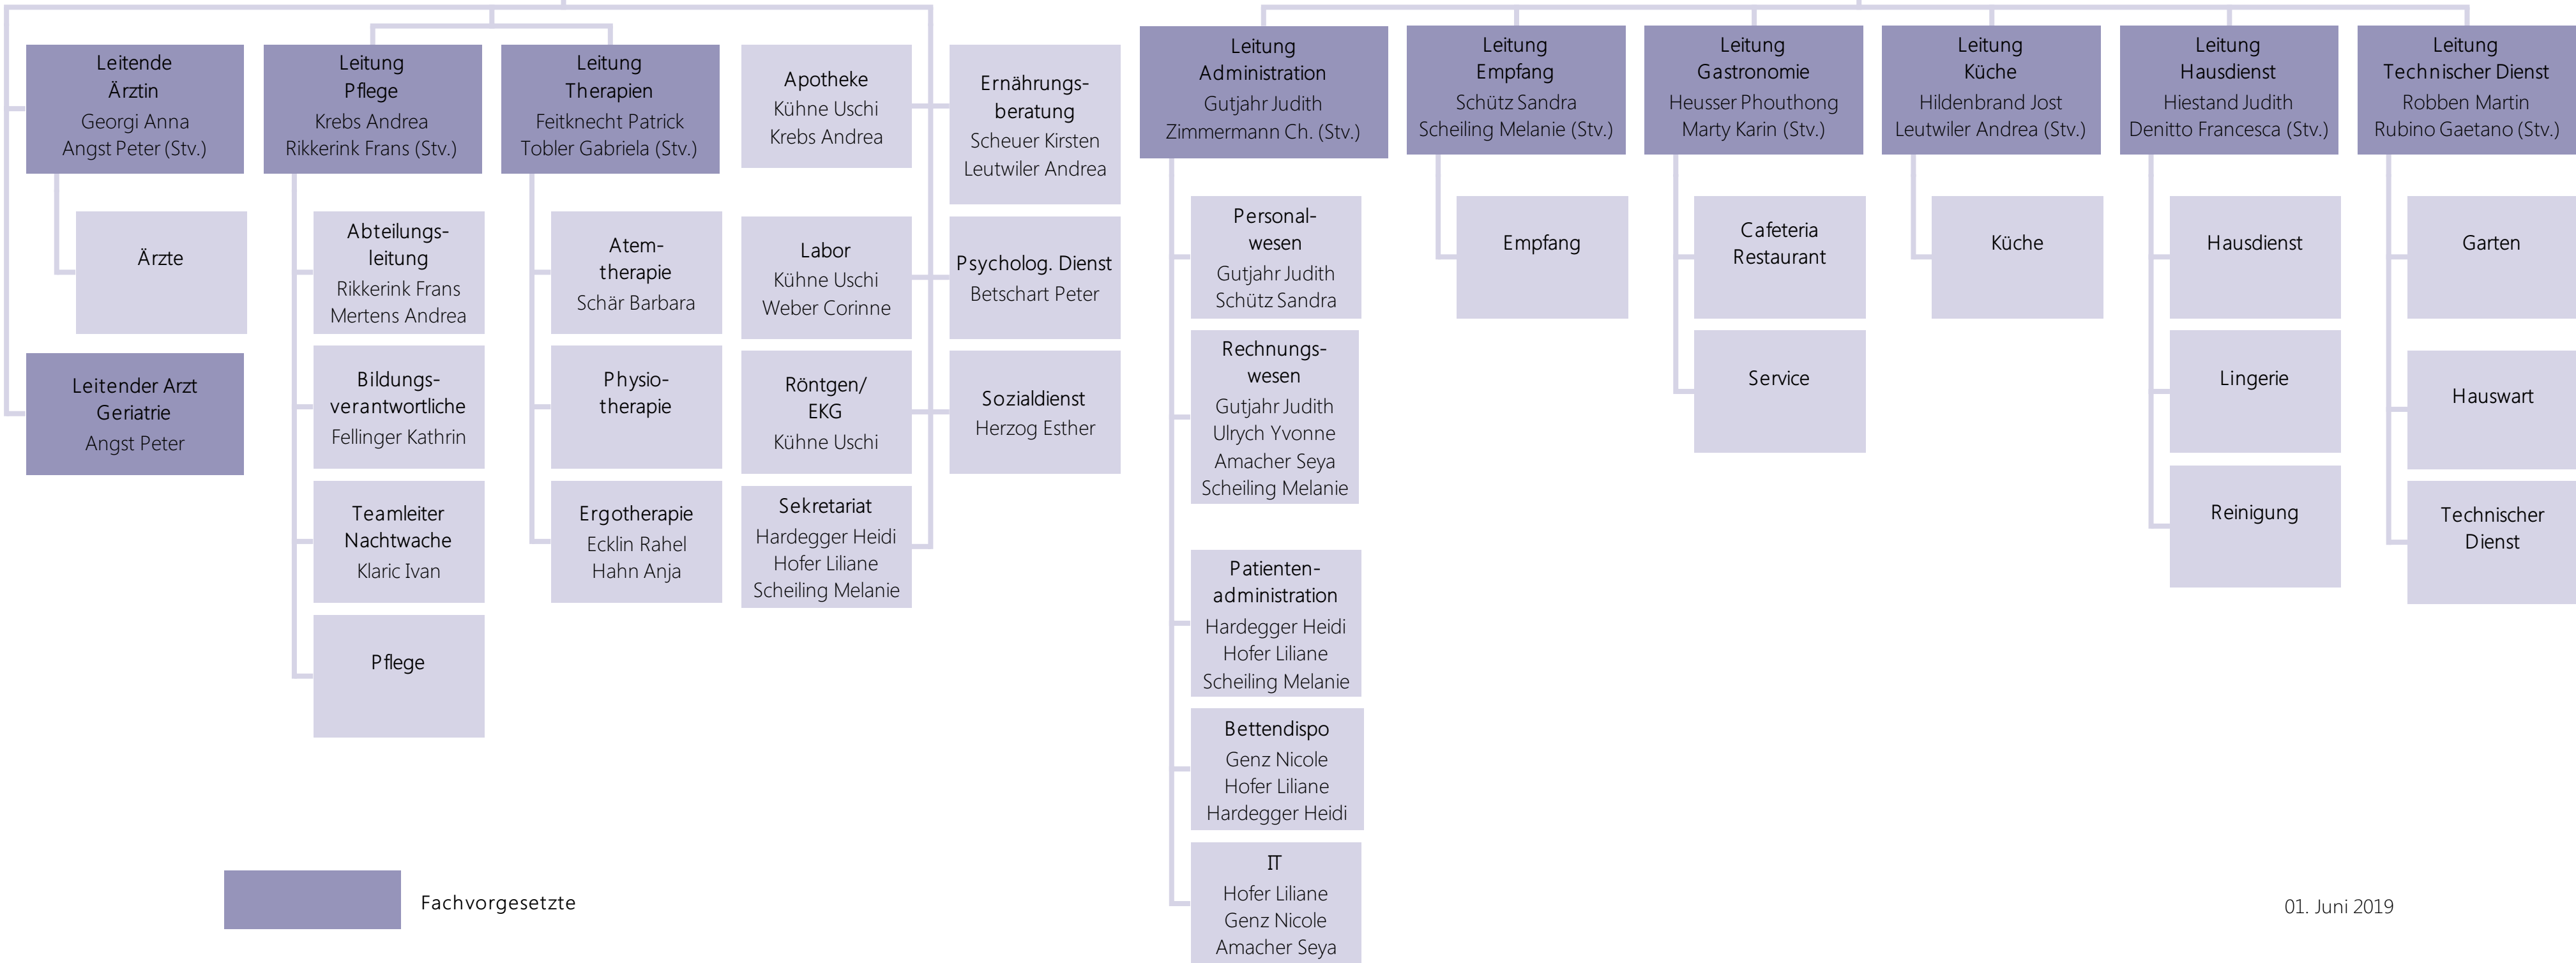 Leitende
Ärztin
Georgi Anna
Angst Peter (Stv.)
Ärzte
Leitender Arzt
Geriatrie
Angst Peter
Leitung
Pflege
Krebs Andrea
Rikkerink Frans (Stv.)
Abteilungs-
leitung
Rikkerink Frans
Mertens Andrea
Bildungs-
verantwortliche
Fellinger Kathrin
Teamleiter
Nachtwache
Klaric Ivan
Pflege
Leitung
Therapien
Feitknecht Patrick
Tobler Gabriela (Stv.)
Atem-
therapie
Schär Barbara
Physio-
therapie
Ergotherapie
Ecklin Rahel
Hahn Anja
Apotheke
Kühne Uschi
Krebs Andrea
Labor
Kühne Uschi
Weber Corinne
Röntgen/
EKG
Kühne Uschi
Sekretariat
Hardegger Heidi
Hofer Liliane
Scheiling Melanie
Ernährungs-
beratung
Scheuer Kirsten
Leutwiler Andrea
Psycholog. Dienst
Betschart Peter
Sozialdienst
Herzog Esther
Leitung
Administration
Gutjahr Judith
Zimmermann Ch. (Stv.)
Personal-
wesen
Gutjahr Judith
Schütz Sandra
Rechnungs-
wesen
Gutjahr Judith
Ulrych Yvonne
Amacher Seya
Scheiling Melanie
Patienten-
administration
Hardegger Heidi
Hofer Liliane
Scheiling Melanie
Bettendispo
Genz Nicole
Hofer Liliane
Hardegger Heidi
IT
Hofer Liliane
Genz Nicole
Amacher Seya
Leitung
Empfang
Schütz Sandra
Scheiling Melanie (Stv.)
Empfang
Leitung
Gastronomie
Heusser Phouthong
Marty Karin (Stv.)
Cafeteria
Restaurant
Service
Leitung
Küche
Hildenbrand Jost
Leutwiler Andrea (Stv.)
Küche
Leitung
Hausdienst
Hiestand Judith
Denitto Francesca (Stv.)
Hausdienst
Lingerie
Reinigung
Leitung
Technischer Dienst
Robben Martin
Rubino Gaetano (Stv.)
Garten
Hauswart
Technischer
Dienst
Fachvorgesetzte
01. Juni 2019